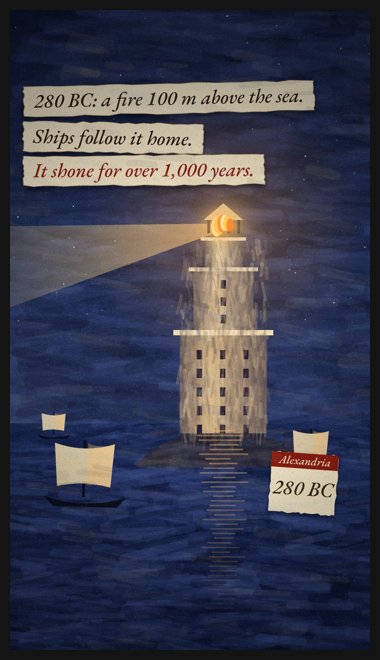 280 BC: a fire 100 m above the sea.
Ships follow it home.
It shone for over 1,000 years.
Alexandria
280 BC